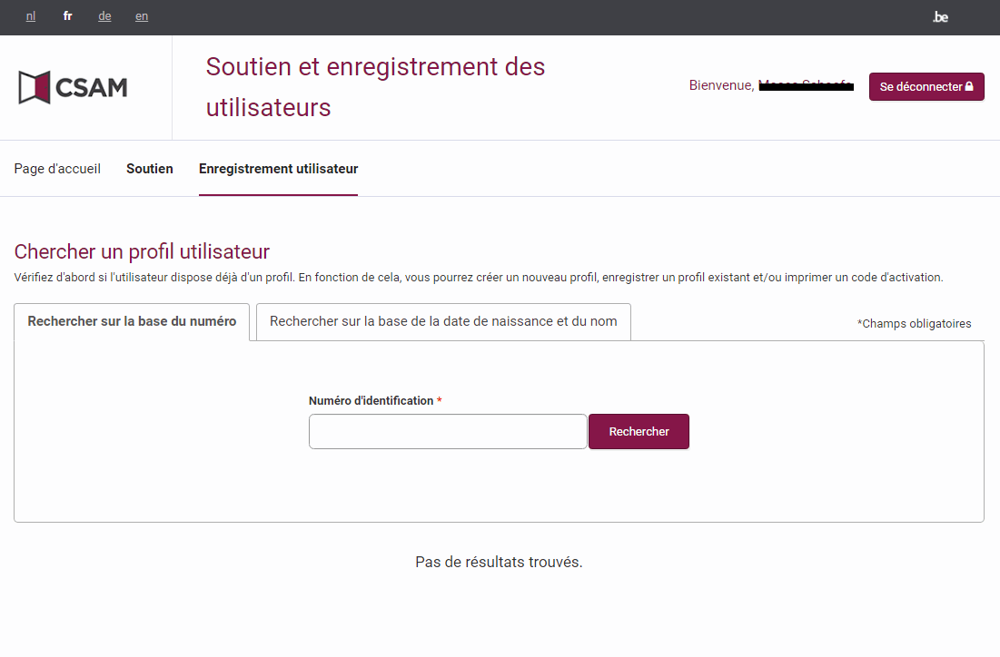 nl fr de en .be
CSAM
Soutien et enregistrement des
utilisateurs
Bienvenue,
Se déconnecter
Page d'accueil Soutien Enregistrement utilisateur
Chercher un profil utilisateur
Vérifiez d'abord si l'utilisateur dispose déjà d'un profil. En fonction de cela, vous pourrez créer un nouveau profil, enregistrer un profil existant et/ou imprimer un code d'activation.
Rechercher sur la base du numéro Rechercher sur la base de la date de naissance et du nom *Champs obligatoires
Numéro d'identification *
Rechercher
Pas de résultats trouvés.